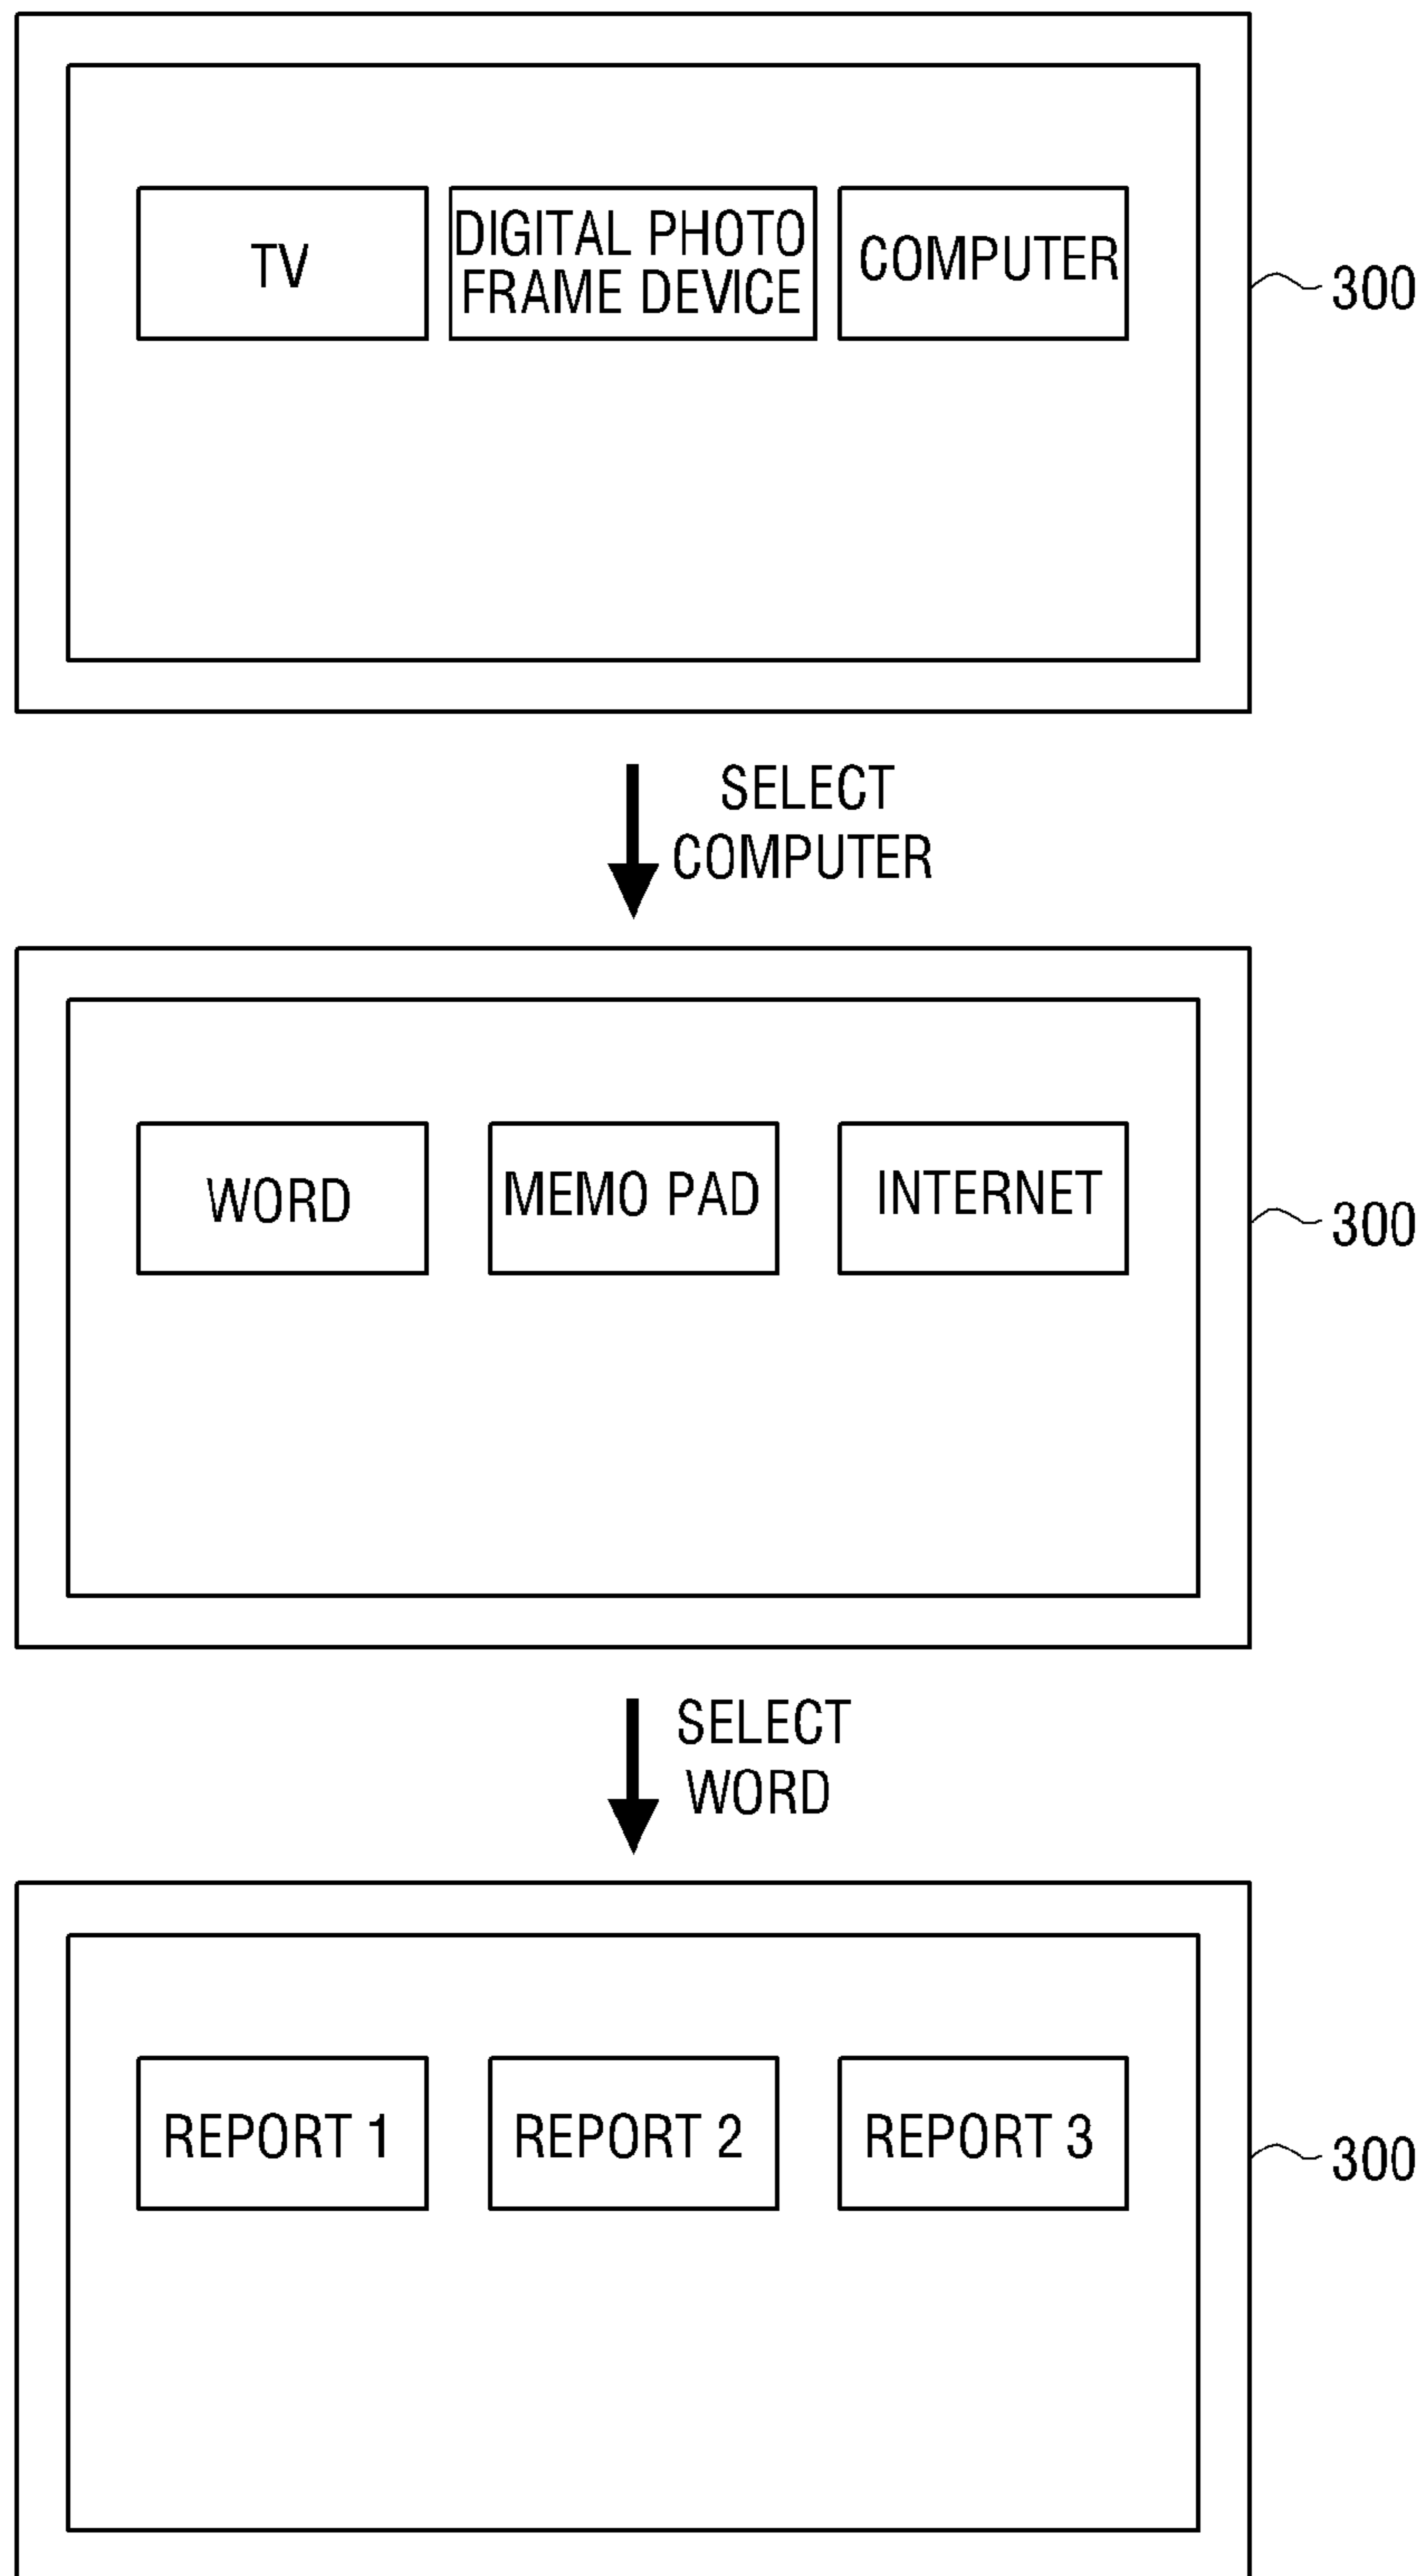 TV
DIGITAL PHOTO
FRAME DEVICE
COMPUTER
300
SELECT
COMPUTER
WORD
MEMO PAD
INTERNET
300
SELECT
WORD
REPORT 1
REPORT 2
REPORT 3
300